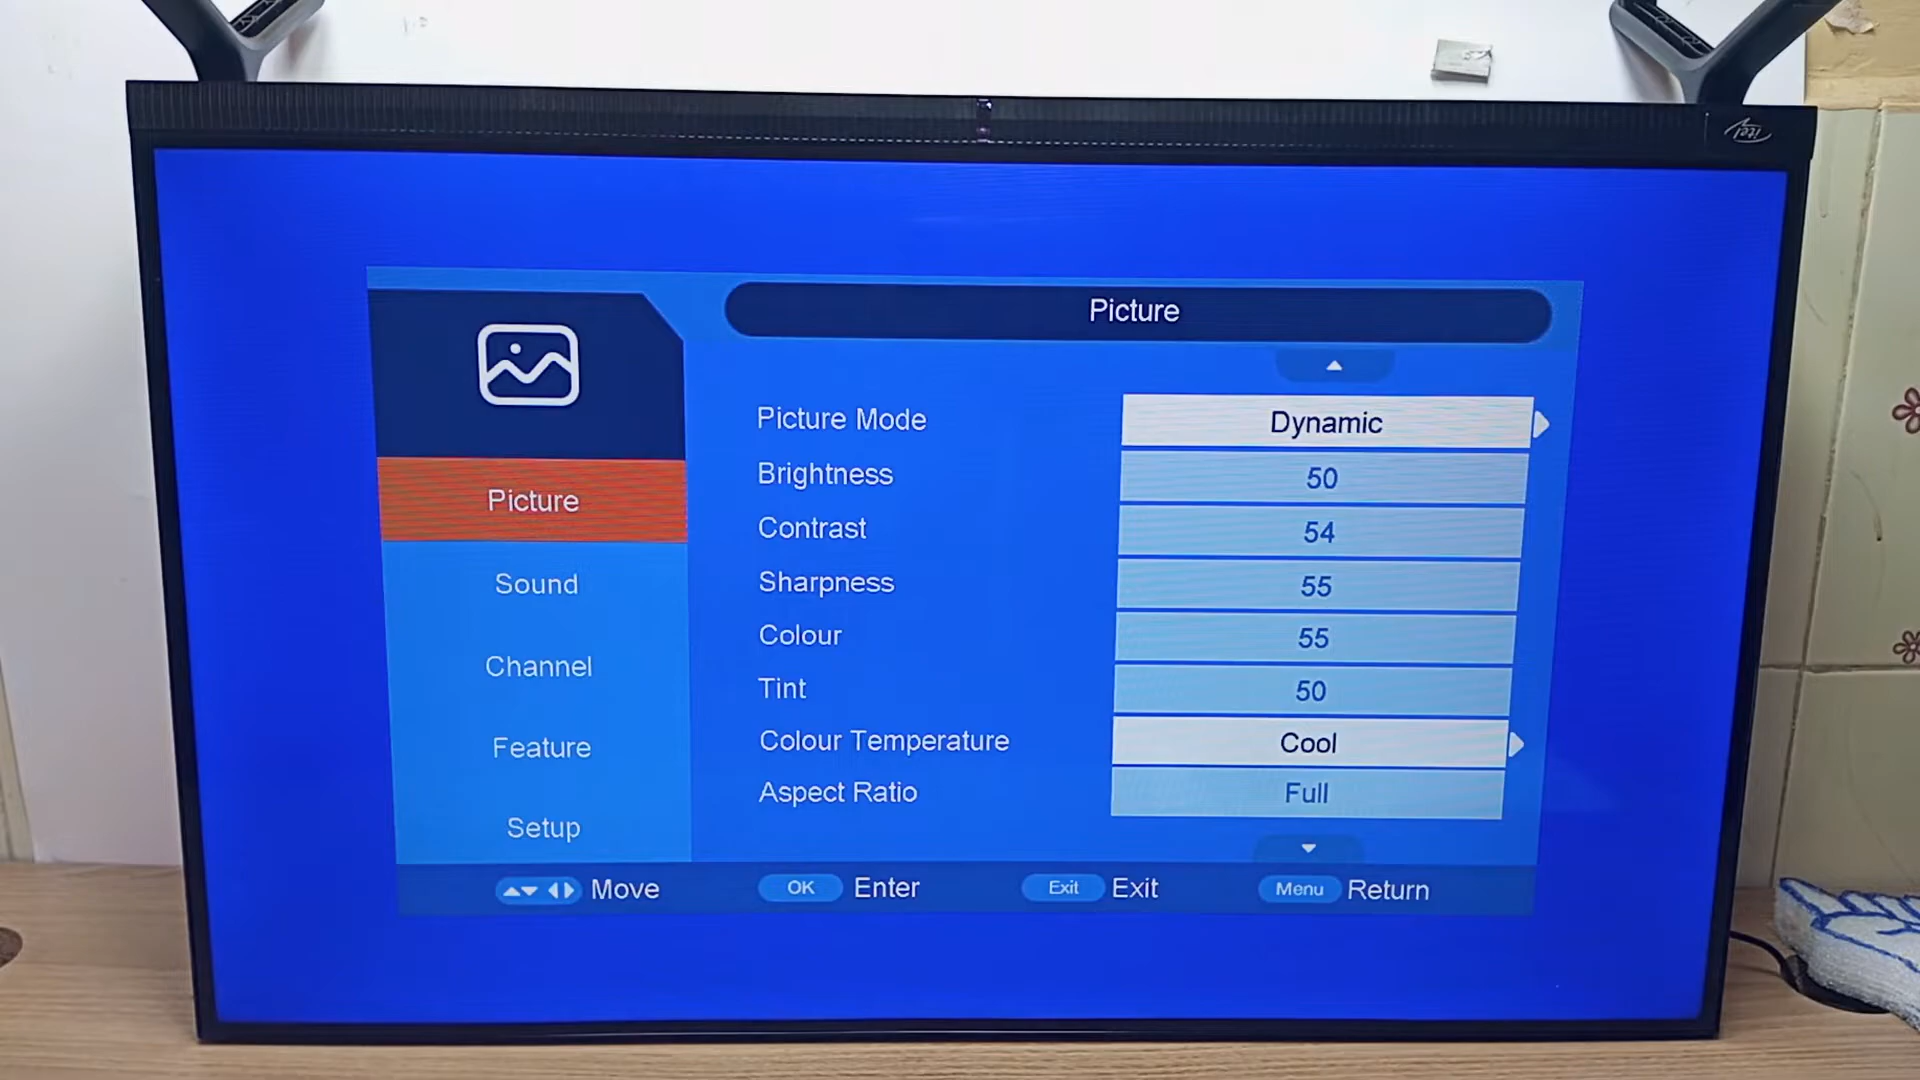 itel
Picture
Picture Mode Dynamic
Brightness 50
Contrast 54
Sharpness 55
Colour 55
Tint 50
Colour Temperature Cool
Aspect Ratio Full
Picture
Sound
Channel
Feature
Setup
Move OK Enter Exit Exit Menu Return